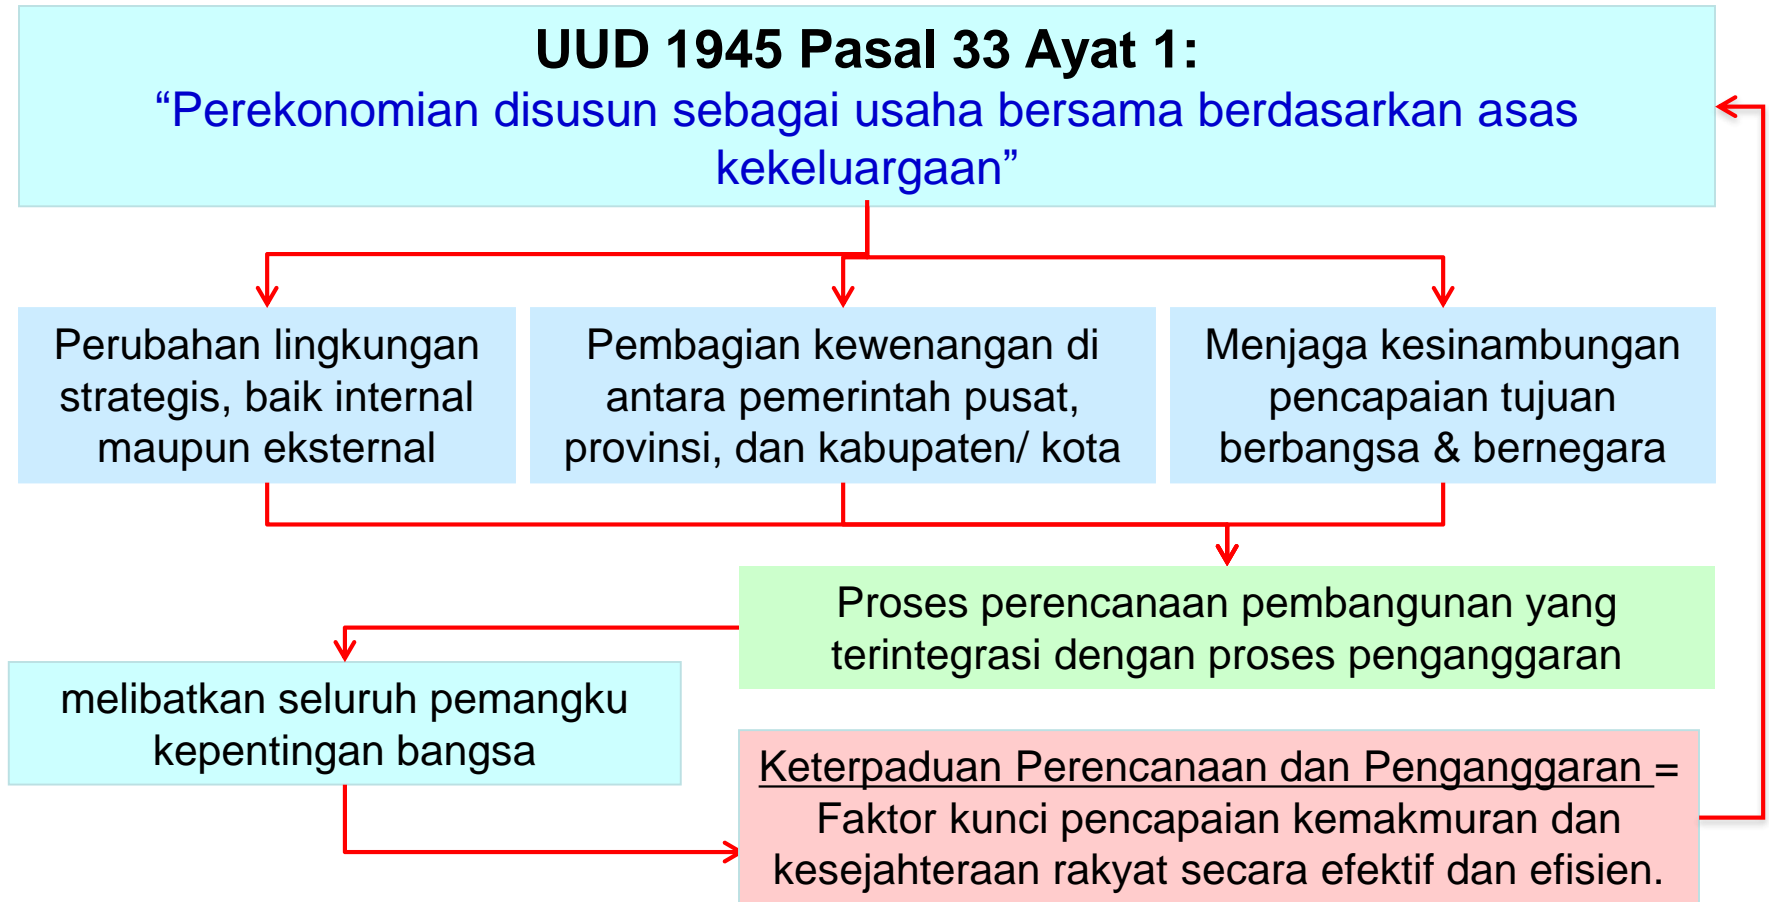 UUD 1945 Pasal 33 Ayat 1:
“Perekonomian disusun sebagai usaha bersama berdasarkan asas
kekeluargaan”
Perubahan lingkungan
strategis, baik internal
maupun eksternal
Pembagian kewenangan di
antara pemerintah pusat,
provinsi, dan kabupaten/ kota
Menjaga kesinambungan
pencapaian tujuan
berbangsa & bernegara
Proses perencanaan pembangunan yang
terintegrasi dengan proses penganggaran
melibatkan seluruh pemangku
kepentingan bangsa
Keterpaduan Perencanaan dan Penganggaran =
Faktor kunci pencapaian kemakmuran dan
kesejahteraan rakyat secara efektif dan efisien.